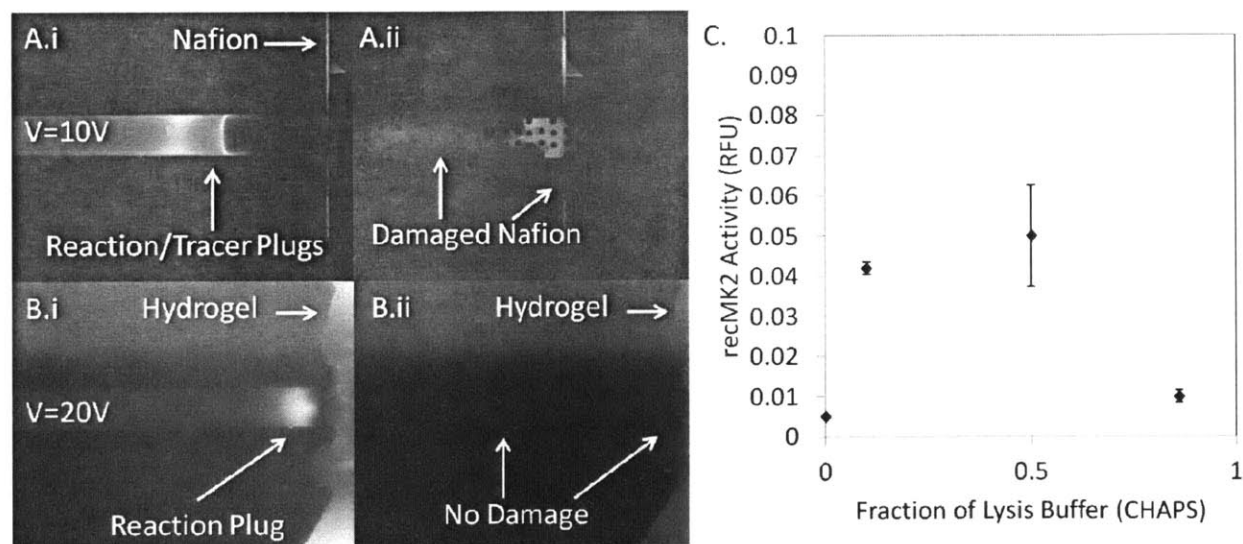 A.i
Nafion
V=10V
Reaction/Tracer Plugs
A.ii
Damaged Nafion
B.i
Hydrogel
V=20V
Reaction Plug
B.ii
Hydrogel
No Damage
C.
recMK2 Activity (RFU)
0.1
0.09
0.08
0.07
0.06
0.05
0.04
0.03
0.02
0.01
0
0 0.5 1
Fraction of Lysis Buffer (CHAPS)